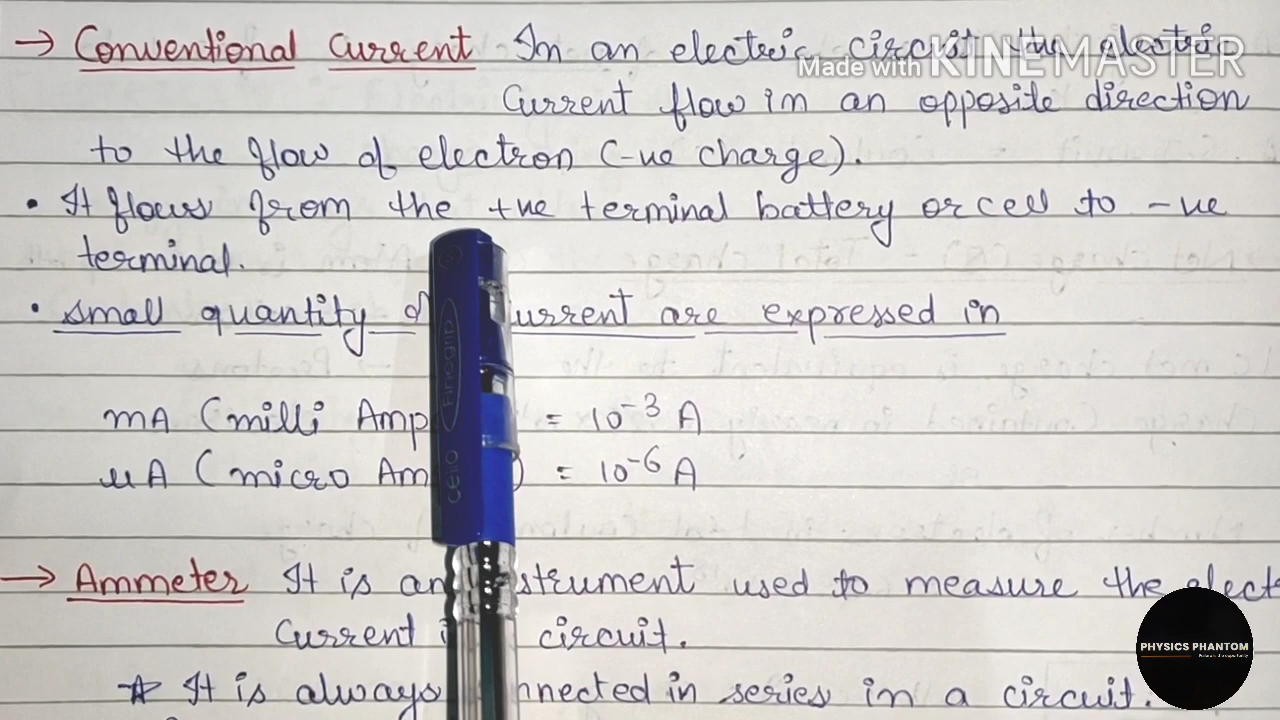 → Conventional Current In an electric circuit the electric
Made with KINEMASTER
Current flow in an opposite direction
to the flow of electron (-ve charge).
• It flows from the +ve terminal battery or cell to -ve
terminal.
• small quantity urrent are expressed in
mA (milli Amp = 10⁻³ A
μA (micro Am ) = 10⁻⁶ A
→ Ammeter It is an strument used to measure the elect
Current circuit.
☆ It is always nnected in series in a circuit.
cello Finegrip
PHYSICS PHANTOM